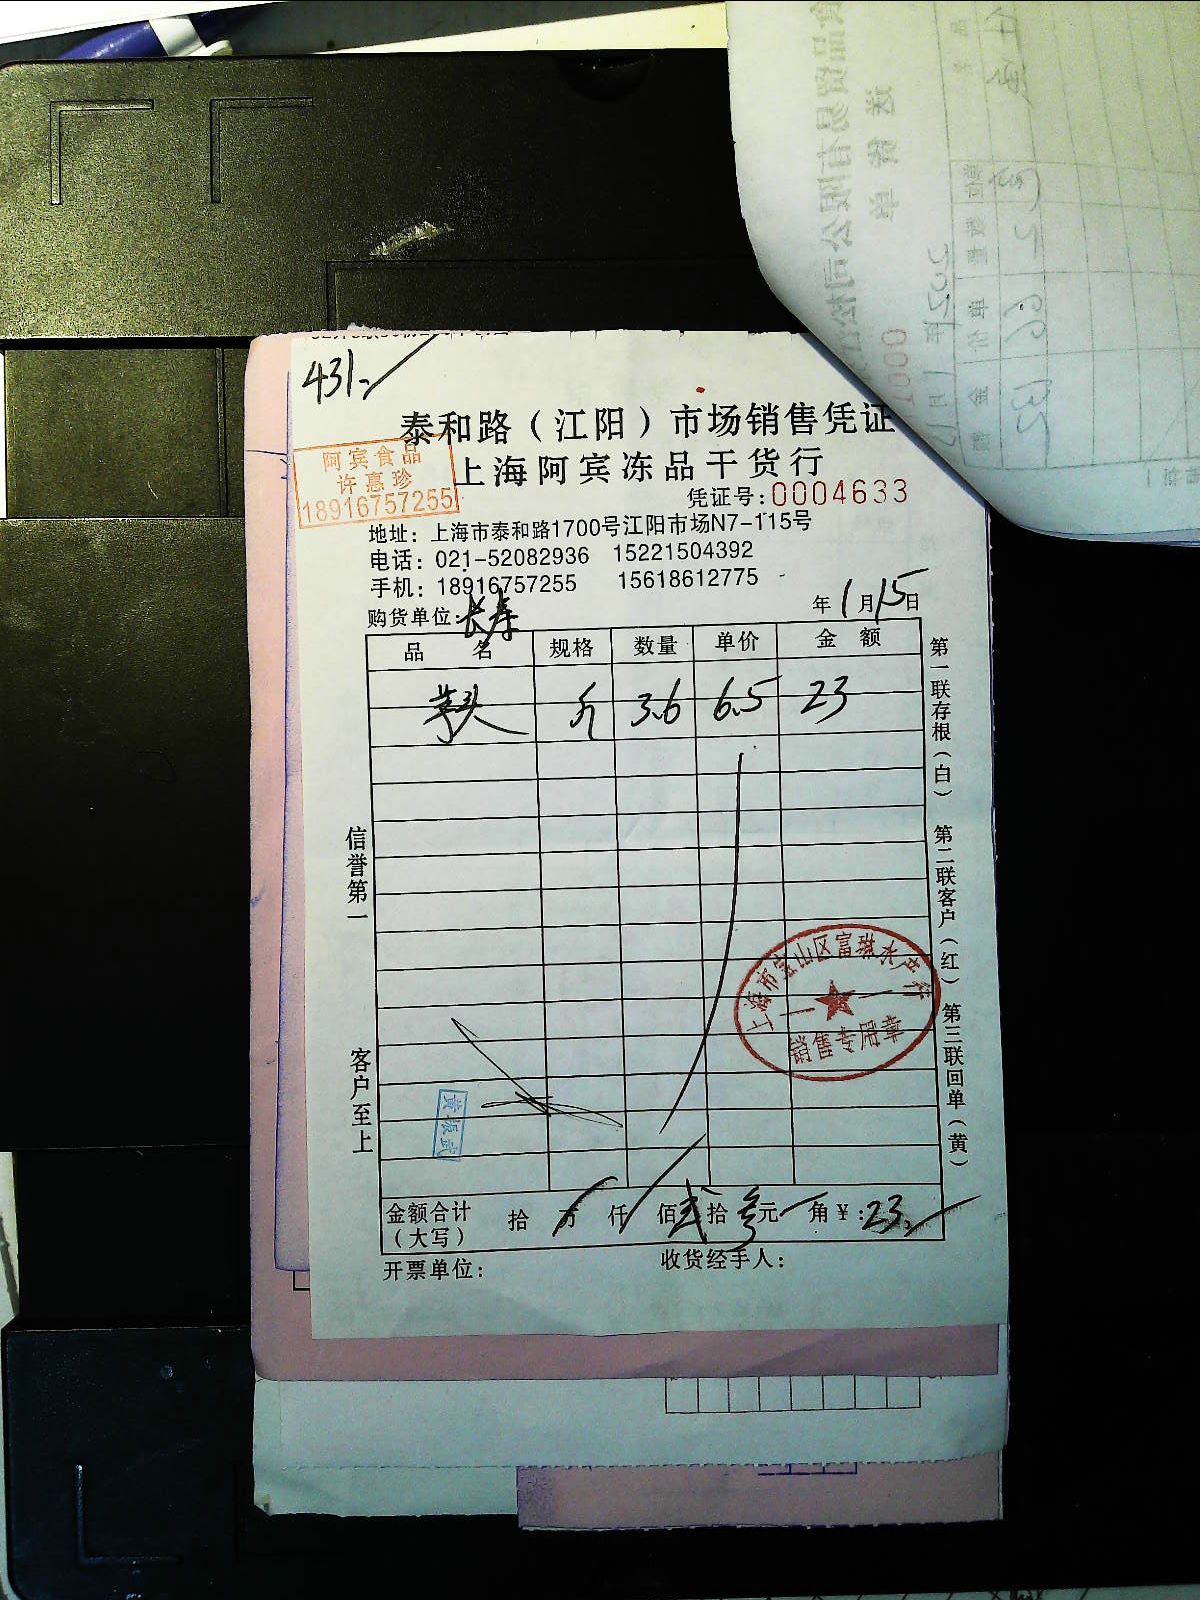 431
泰和路（江阳）市场销售凭证
上海阿宾冻品干货行
阿宾食品
许惠珍
18916757255
凭证号:0004633
地址：上海市泰和路1700号江阳市场N7-115号
电话：021-52082936 15221504392
手机：18916757255 15618612775
购货单位: 长寿 年 1 月 15 日
品 名 规格 数量 单价 金 额
芋头 斤 3.6 6.5 23
信誉第一
客户至上
第一联存根（白）
第二联客户（红）
第三联回单（黄）
上海市宝山区富琳水产行
销售专用章
金额合计（大写） 拾 万 仟 佰 贰 拾 叁 元 角 ¥:23
开票单位: 收货经手人: